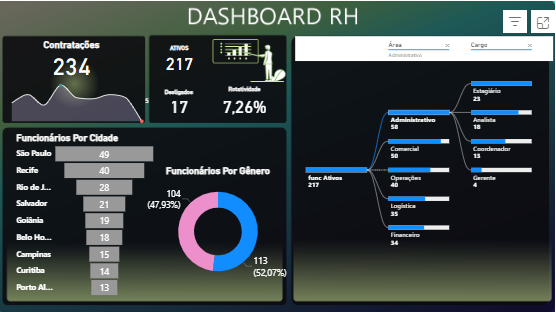 DASHBOARD RH
Contratações
234
ATIVOS
217
Desligados
17
Rotatividade
7,26%
Funcionários Por Cidade
São Paulo 49
Recife 40
Rio de J... 28
Salvador 21
Goiânia 19
Belo Ho... 18
Campinas 15
Curitiba 14
Porto Al... 13
Funcionários Por Gênero
104
(47,93%)
113
(52,07%)
Área
Administrativo
Cargo
func Ativos
217
Administrativo
58
Comercial
50
Operações
40
Logística
35
Financeiro
34
Estagiário
23
Analista
18
Coordenador
13
Gerente
4